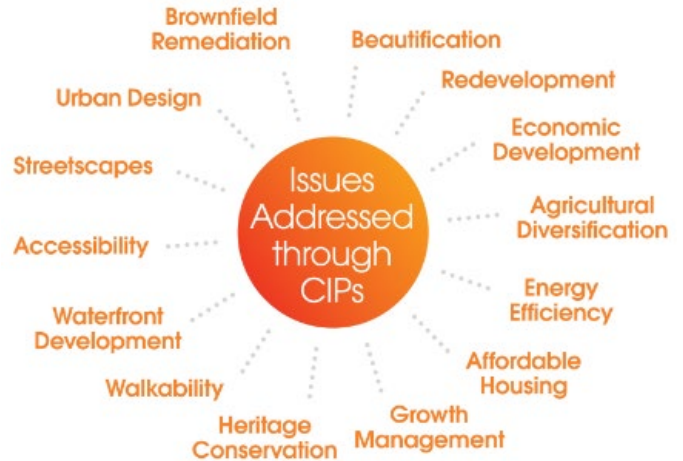 Issues
Addressed
through
CIPs
Brownfield
Remediation
Beautification
Redevelopment
Economic
Development
Agricultural
Diversification
Energy
Efficiency
Affordable
Housing
Growth
Management
Heritage
Conservation
Walkability
Waterfront
Development
Accessibility
Streetscapes
Urban Design